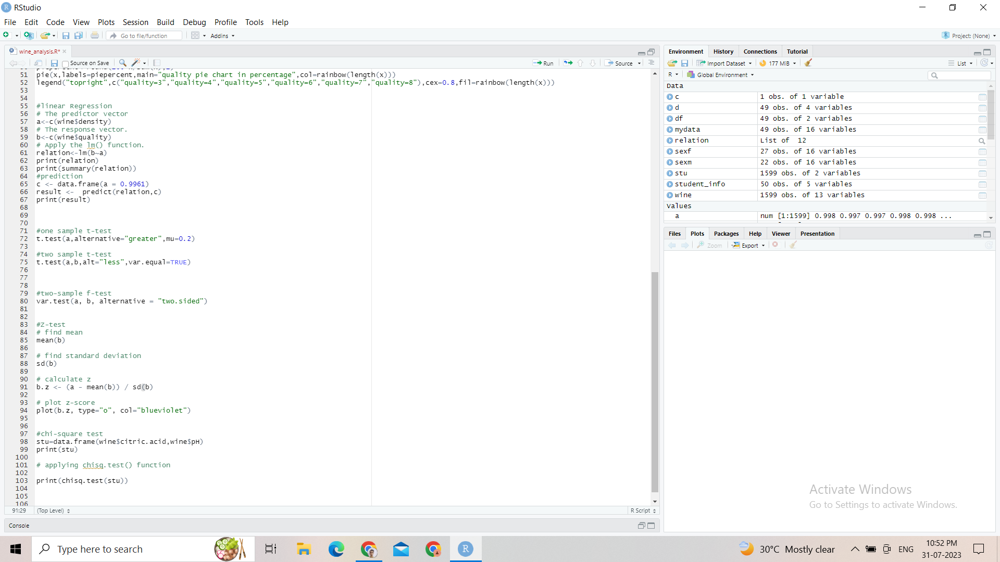 RStudio
File Edit Code View Plots Session Build Debug Profile Tools Help
Go to file/function Addins Project: (None)
wine_analysis.R*
Source on Save Run Source
51 pie(x,labels=piepercent,main="quality pie chart in percentage",col=rainbow(length(x)))
52 legend("topright",c("quality=3","quality=4","quality=5","quality=6","quality=7","quality=8"),cex=0.8,fil=rainbow(length(x)))
53
54
55 #linear Regression
56 # The predictor vector
57 a<-c(wine$density)
58 # The response vector.
59 b<-c(wine$quality)
60 # Apply the lm() function.
61 relation<-lm(b~a)
62 print(relation)
63 print(summary(relation))
64 #prediction
65 c <- data.frame(a = 0.9961)
66 result <-  predict(relation,c)
67 print(result)
68
69
70
71 #one sample t-test
72 t.test(a,alternative="greater",mu=0.2)
73
74 #two sample t-test
75 t.test(a,b,alt="less",var.equal=TRUE)
76
77
78
79 #two-sample f-test
80 var.test(a, b, alternative = "two.sided")
81
82
83 #Z-test
84 # find mean
85 mean(b)
86
87 # find standard deviation
88 sd(b)
89
90 # calculate z
91 b.z <- (a - mean(b)) / sd(b)
92
93 # plot z-score
94 plot(b.z, type="o", col="blueviolet")
95
96
97 #chi-square test
98 stu=data.frame(wine$citric.acid,wine$pH)
99 print(stu)
100
101 # applying chisq.test() function
102
103 print(chisq.test(stu))
104
105
106
91:29 (Top Level) R Script
Console
Environment History Connections Tutorial
Import Dataset 177 MiB List
R Global Environment
Data
c 1 obs. of 1 variable
d 49 obs. of 4 variables
df 49 obs. of 2 variables
mydata 49 obs. of 16 variables
relation List of  12
sexf 27 obs. of 16 variables
sexm 22 obs. of 16 variables
stu 1599 obs. of 2 variables
student_info 50 obs. of 5 variables
wine 1599 obs. of 13 variables
Values
a num [1:1599] 0.998 0.997 0.997 0.998 0.998 ...
Files Plots Packages Help Viewer Presentation
Zoom Export
Activate Windows
Go to Settings to activate Windows.
Type here to search
30°C Mostly clear
ENG
10:52 PM
31-07-2023